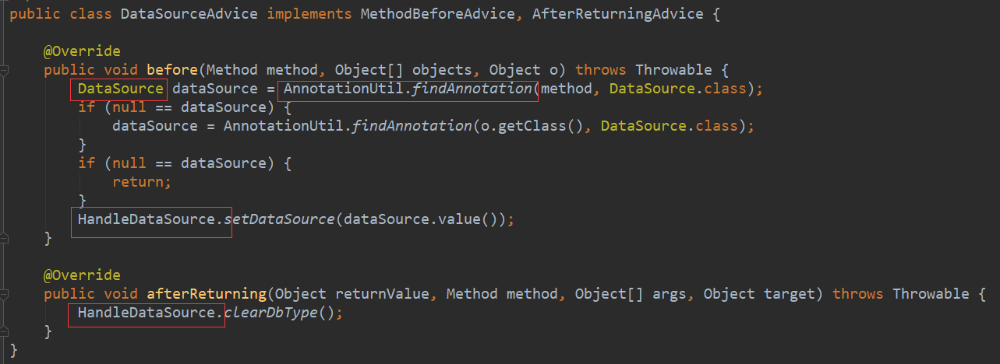 public class DataSourceAdvice implements MethodBeforeAdvice, AfterReturningAdvice {
@Override
public void before(Method method, Object[] objects, Object o) throws Throwable {
DataSource dataSource = AnnotationUtil.findAnnotation(method, DataSource.class);
if (null == dataSource) {
dataSource = AnnotationUtil.findAnnotation(o.getClass(), DataSource.class);
}
if (null == dataSource) {
return;
}
HandleDataSource.setDataSource(dataSource.value());
}
@Override
public void afterReturning(Object returnValue, Method method, Object[] args, Object target) throws Throwable {
HandleDataSource.clearDbType();
}
}